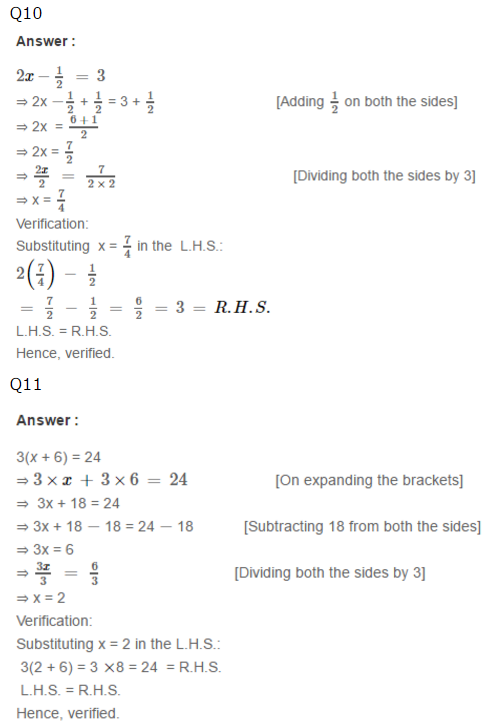 Q10
Answer :
2x − 1/2 = 3
⇒ 2x − 1/2 + 1/2 = 3 + 1/2 [Adding 1/2 on both the sides]
⇒ 2x = (6 + 1)/2
⇒ 2x = 7/2
⇒ 2x/2 = 7/(2 × 2) [Dividing both the sides by 3]
⇒ x = 7/4
Verification:
Substituting x = 7/4 in the L.H.S.:
2(7/4) − 1/2
= 7/2 − 1/2 = 6/2 = 3 = R.H.S.
L.H.S. = R.H.S.
Hence, verified.
Q11
Answer :
3(x + 6) = 24
⇒ 3 × x + 3 × 6 = 24 [On expanding the brackets]
⇒ 3x + 18 = 24
⇒ 3x + 18 − 18 = 24 − 18 [Subtracting 18 from both the sides]
⇒ 3x = 6
⇒ 3x/3 = 6/3 [Dividing both the sides by 3]
⇒ x = 2
Verification:
Substituting x = 2 in the L.H.S.:
3(2 + 6) = 3 ×8 = 24 = R.H.S.
L.H.S. = R.H.S.
Hence, verified.